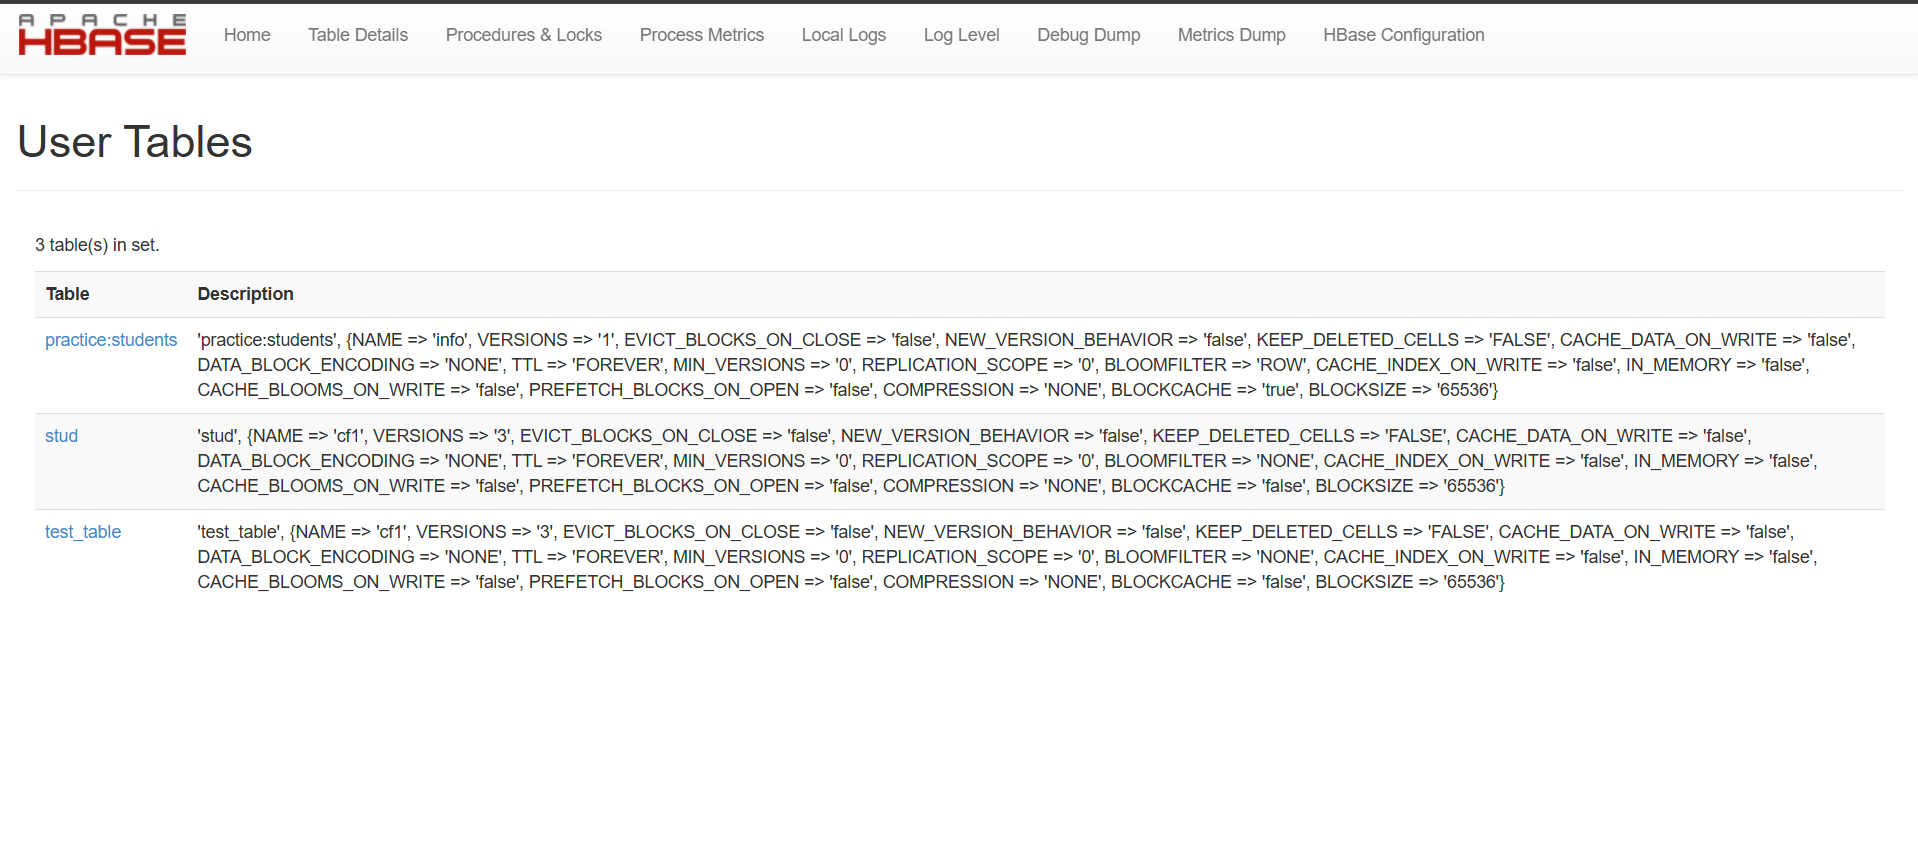 APACHE
HBASE
Home Table Details Procedures & Locks Process Metrics Local Logs Log Level Debug Dump Metrics Dump HBase Configuration
User Tables
3 table(s) in set.
Table Description
practice:students 'practice:students', {NAME => 'info', VERSIONS => '1', EVICT_BLOCKS_ON_CLOSE => 'false', NEW_VERSION_BEHAVIOR => 'false', KEEP_DELETED_CELLS => 'FALSE', CACHE_DATA_ON_WRITE => 'false',
DATA_BLOCK_ENCODING => 'NONE', TTL => 'FOREVER', MIN_VERSIONS => '0', REPLICATION_SCOPE => '0', BLOOMFILTER => 'ROW', CACHE_INDEX_ON_WRITE => 'false', IN_MEMORY => 'false',
CACHE_BLOOMS_ON_WRITE => 'false', PREFETCH_BLOCKS_ON_OPEN => 'false', COMPRESSION => 'NONE', BLOCKCACHE => 'true', BLOCKSIZE => '65536'}
stud 'stud', {NAME => 'cf1', VERSIONS => '3', EVICT_BLOCKS_ON_CLOSE => 'false', NEW_VERSION_BEHAVIOR => 'false', KEEP_DELETED_CELLS => 'FALSE', CACHE_DATA_ON_WRITE => 'false',
DATA_BLOCK_ENCODING => 'NONE', TTL => 'FOREVER', MIN_VERSIONS => '0', REPLICATION_SCOPE => '0', BLOOMFILTER => 'NONE', CACHE_INDEX_ON_WRITE => 'false', IN_MEMORY => 'false',
CACHE_BLOOMS_ON_WRITE => 'false', PREFETCH_BLOCKS_ON_OPEN => 'false', COMPRESSION => 'NONE', BLOCKCACHE => 'false', BLOCKSIZE => '65536'}
test_table 'test_table', {NAME => 'cf1', VERSIONS => '3', EVICT_BLOCKS_ON_CLOSE => 'false', NEW_VERSION_BEHAVIOR => 'false', KEEP_DELETED_CELLS => 'FALSE', CACHE_DATA_ON_WRITE => 'false',
DATA_BLOCK_ENCODING => 'NONE', TTL => 'FOREVER', MIN_VERSIONS => '0', REPLICATION_SCOPE => '0', BLOOMFILTER => 'NONE', CACHE_INDEX_ON_WRITE => 'false', IN_MEMORY => 'false',
CACHE_BLOOMS_ON_WRITE => 'false', PREFETCH_BLOCKS_ON_OPEN => 'false', COMPRESSION => 'NONE', BLOCKCACHE => 'false', BLOCKSIZE => '65536'}